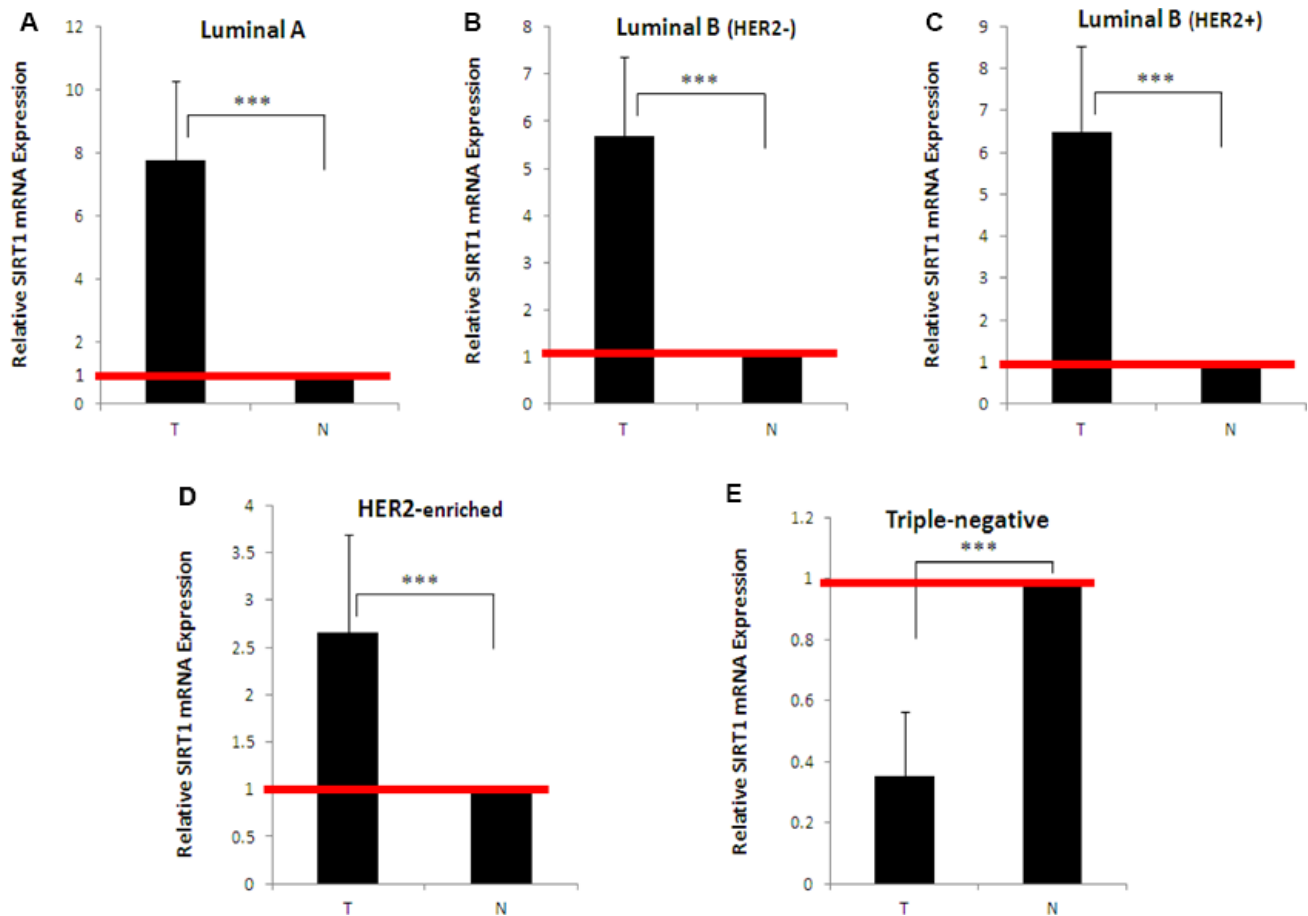 A
Luminal A
Relative SIRT1 mRNA Expression
12
10
8
6
4
2
1
0
***
T N
B
Luminal B (HER2-)
Relative SIRT1 mRNA Expression
8
7
6
5
4
3
2
1
0
***
T N
C
Luminal B (HER2+)
Relative SIRT1 mRNA Expression
9
8
7
6
5
4
3
2
1
0
***
T N
D
HER2-enriched
Relative SIRT1 mRNA Expression
4
3.5
3
2.5
2
1
0.5
0
***
T N
E
Triple-negative
Relative SIRT1 mRNA Expression
1.2
1
0.8
0.6
0.4
0.2
0
***
T N